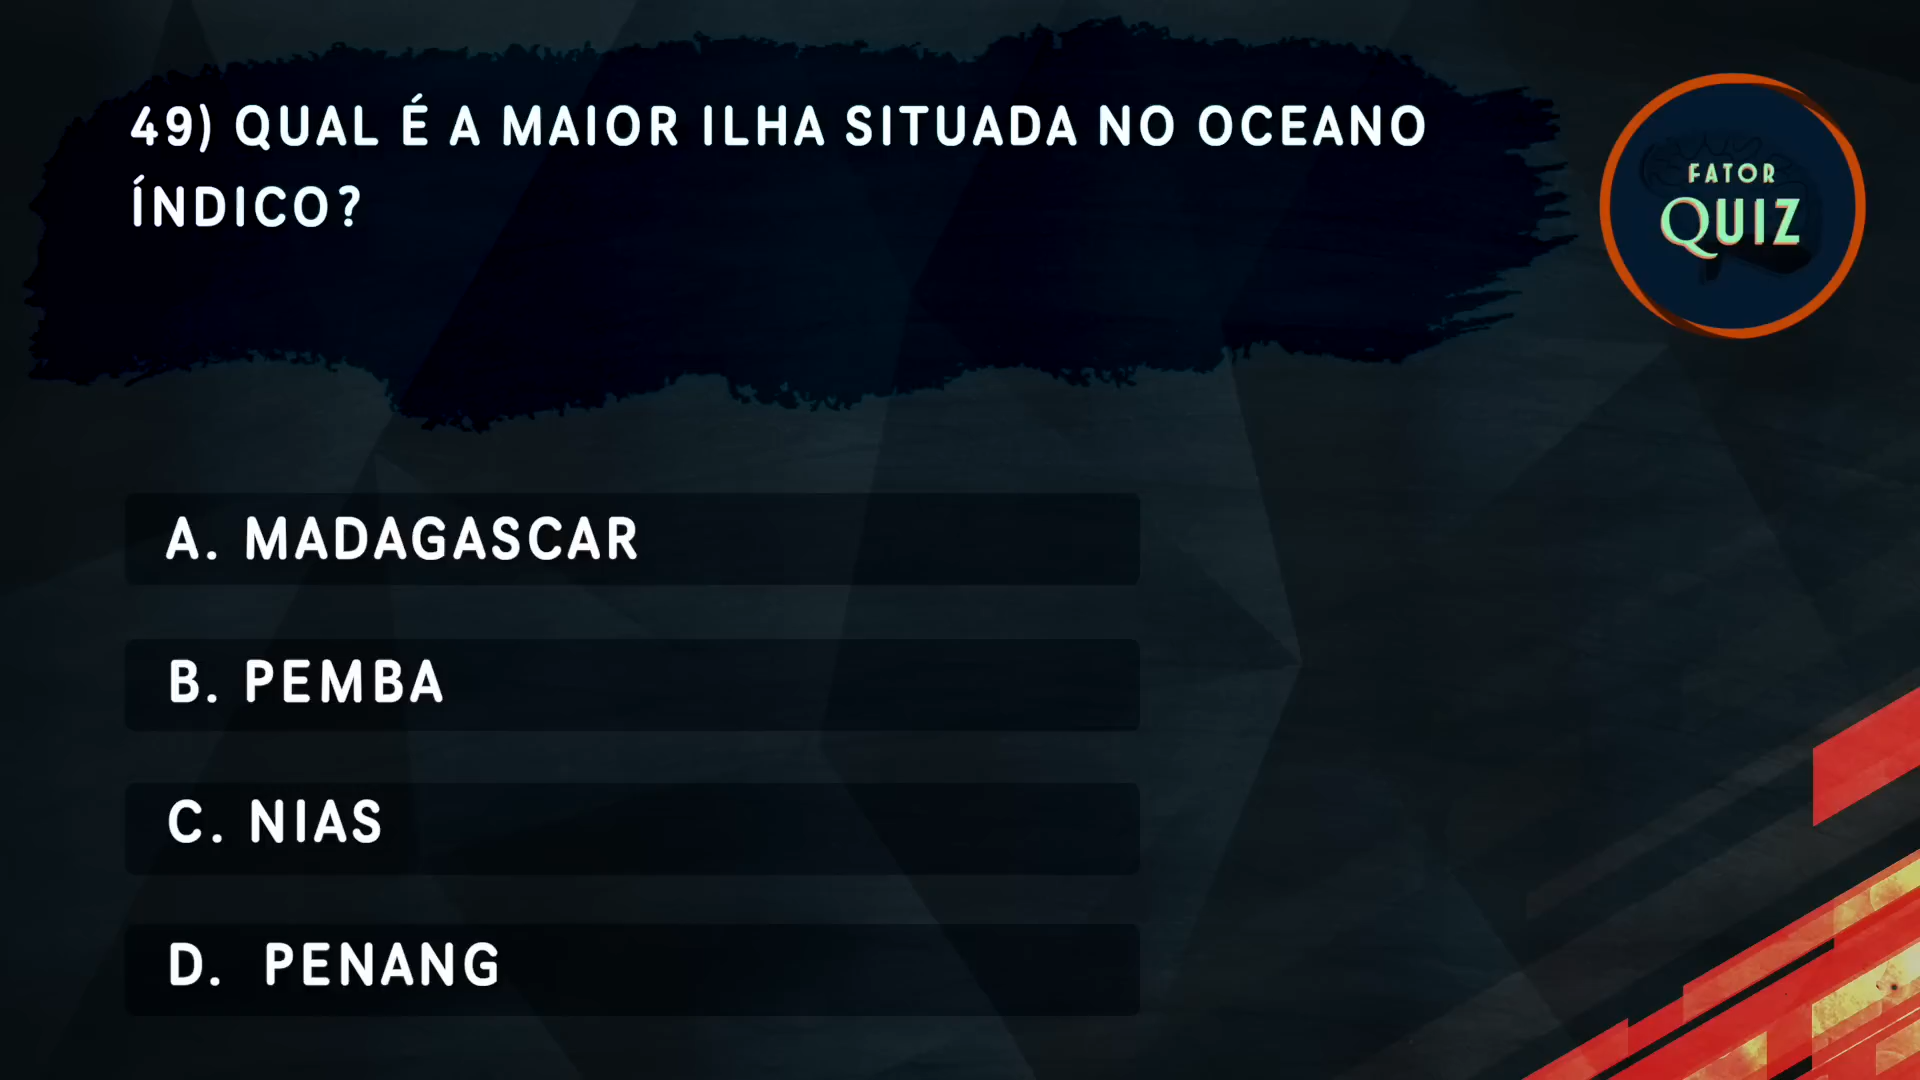 49) QUAL É A MAIOR ILHA SITUADA NO OCEANO
ÍNDICO?
FATOR
QUIZ
A. MADAGASCAR
B. PEMBA
C. NIAS
D. PENANG